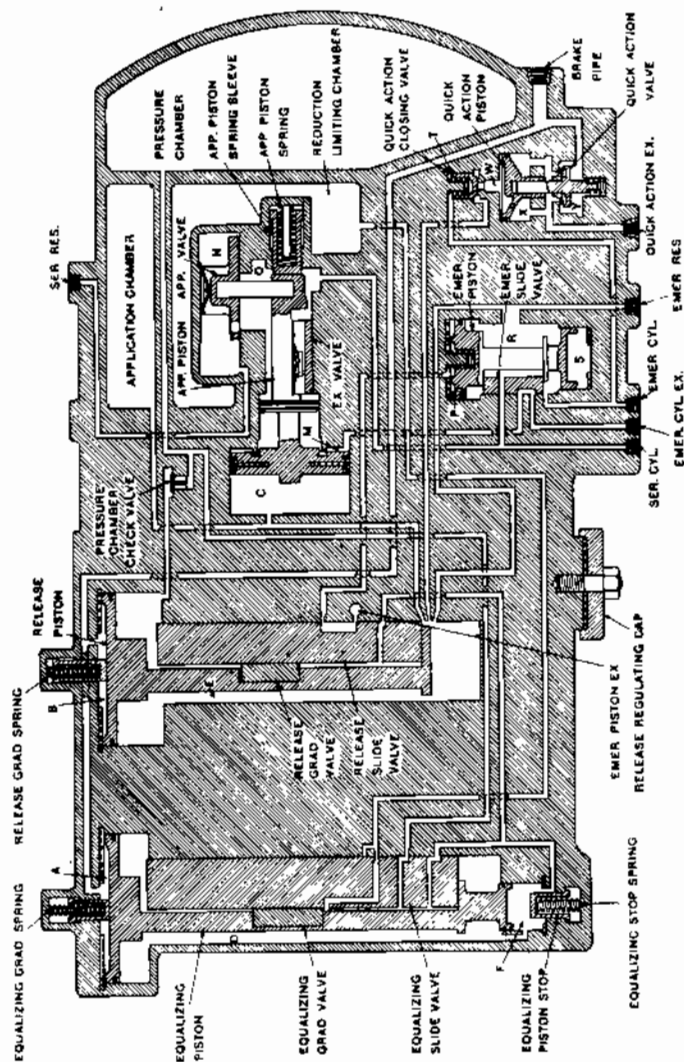 EQUALIZING GRAD SPRING
RELEASE GRAD SPRING
RELEASE
PISTON
PRESSURE
CHAMBER
CHECK VALVE
SER. RES.
APPLICATION CHAMBER
APP. PISTON
APP. VALVE
EX VALVE
PRESSURE
CHAMBER
APP. PISTON
SPRING SLEEVE
APP. PISTON
SPRING
REDUCTION
LIMITING CHAMBER
QUICK ACTION
CLOSING VALVE
QUICK
ACTION
PISTON
BRAKE
PIPE
QUICK ACTION
VALVE
A
B
C
D
E
F
M
N
O
P
R
S
T
W
X
EMER
PISTON
EMER
SLIDE
VALVE
RELEASE
GRAD
VALVE
RELEASE
SLIDE
VALVE
EQUALIZING
PISTON
EQUALIZING
GRAD VALVE
EQUALIZING
SLIDE VALVE
EQUALIZING
PISTON STOP
EQUALIZING STOP SPRING
EMER PISTON EX
RELEASE REGULATING CAP
SER. CYL.
EMER CYL EX.
EMER CYL
EMER RES
QUICK ACTION EX.